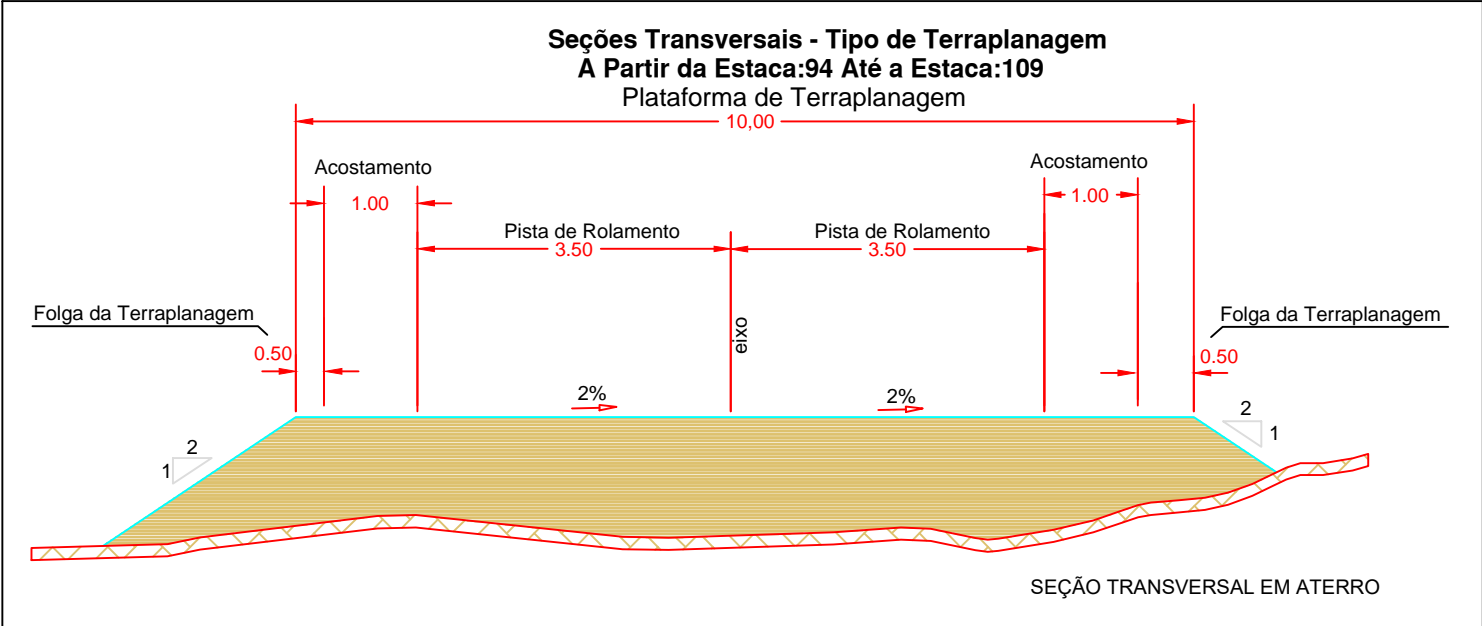 Seções Transversais - Tipo de Terraplanagem
A Partir da Estaca:94 Até a Estaca:109
Plataforma de Terraplanagem
10,00
Acostamento
1.00
Acostamento
1.00
Pista de Rolamento
3.50
Pista de Rolamento
3.50
Folga da Terraplanagem
0.50
eixo
Folga da Terraplanagem
0.50
2%
2%
2
1
2
1
SEÇÃO TRANSVERSAL EM ATERRO